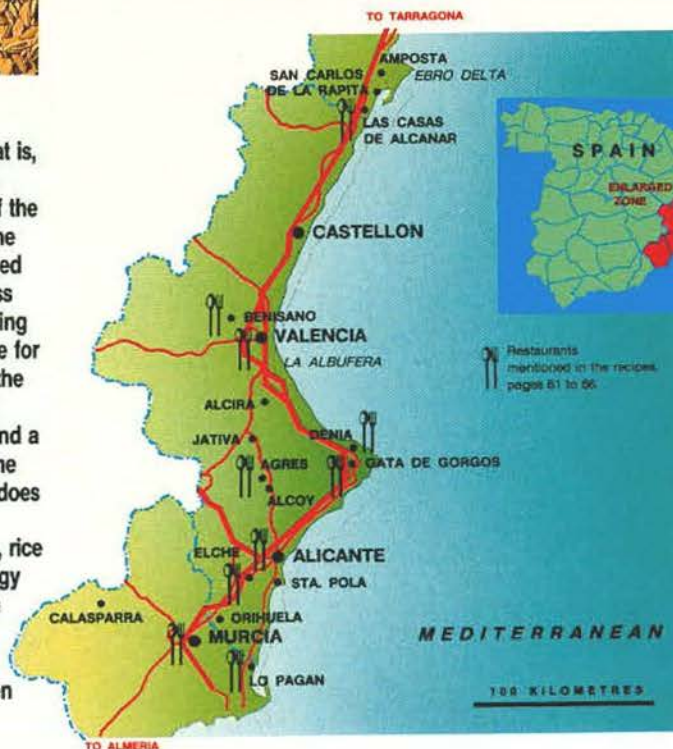 at is,
f the
ne
ed
ss
ing
e for
the
nd a
ne
does
, rice
gy
en
TO TARRAGONA
AMPOSTA
EBRO DELTA
SAN CARLOS
DE LA RAPITA
LAS CASAS
DE ALCANAR
CASTELLON
BENISANO
VALENCIA
LA ALBUFERA
ALCIRA
JATIVA
DENIA
GATA DE GORGOS
AGRES
ALCOY
ELCHE
ALICANTE
STA. POLA
CALASPARRA
ORIHUELA
MURCIA
LO PAGAN
TO ALMERIA
SPAIN
ENLARGED
ZONE
Restaurants
mentioned in the recipes,
pages 61 to 66.
MEDITERRANEAN
100 KILOMETRES